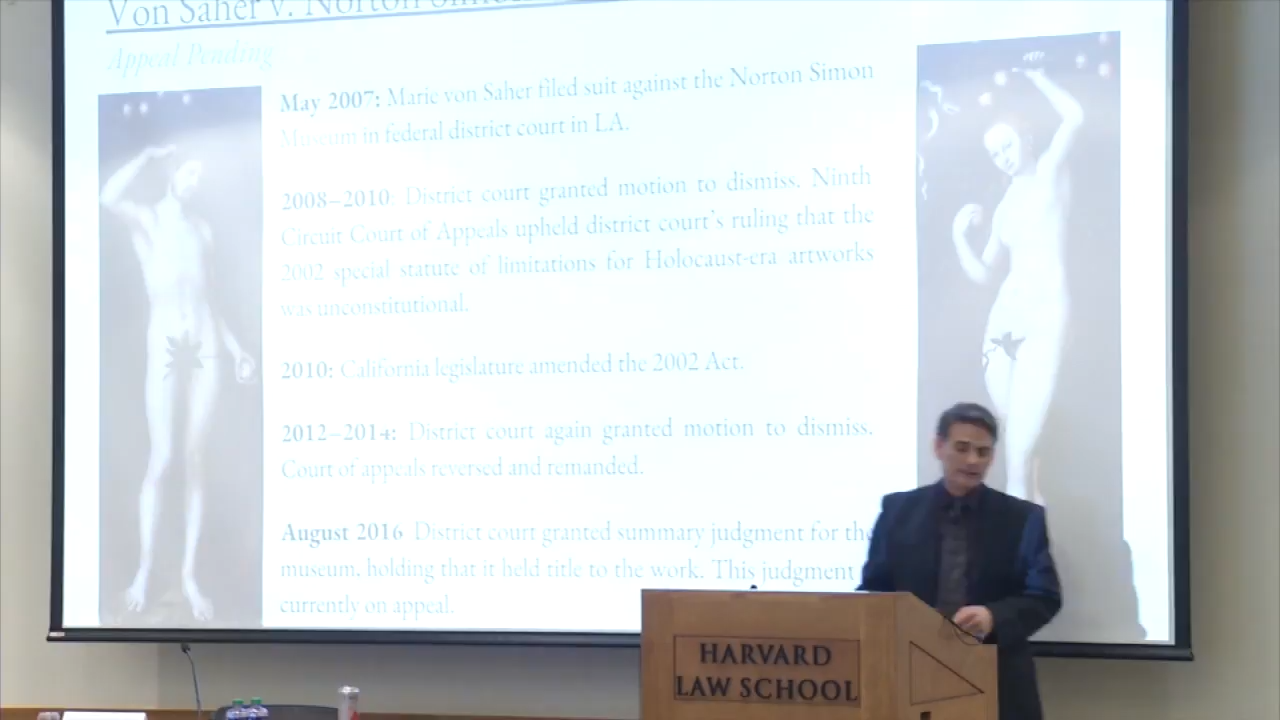 Von Saher v. Norton Simon
Appeal Pending
May 2007: Marie von Saher filed suit against the Norton Simon
Museum in federal district court in LA.
2008–2010: District court granted motion to dismiss. Ninth
Circuit Court of Appeals upheld district court's ruling that the
2002 special statute of limitations for Holocaust-era artworks
was unconstitutional.
2010: California legislature amended the 2002 Act.
2012–2014: District court again granted motion to dismiss.
Court of appeals reversed and remanded.
August 2016 District court granted summary judgment for the
museum, holding that it held title to the work. This judgment
currently on appeal.
HARVARD
LAW SCHOOL